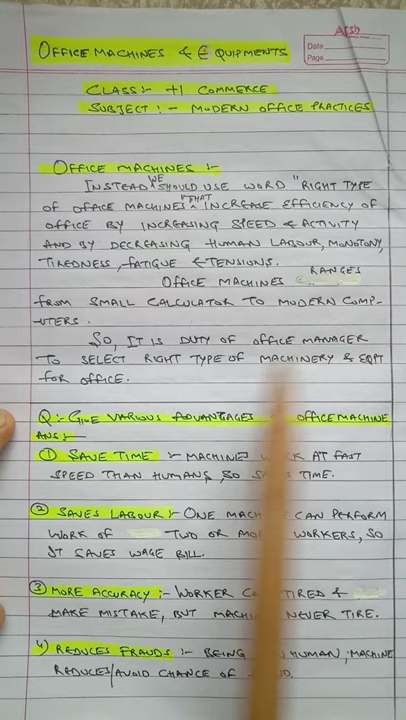 Arsh
OFFICE MACHINES & EQUIPMENTS
Date
Page
CLASS :- +1 COMMERCE
SUBJECT :- MODERN OFFICE PRACTICES
OFFICE MACHINES :-
INSTEAD WE SHOULD USE WORD "RIGHT TYPE
OF OFFICE MACHINES" THAT INCREASE EFFICIENCY OF
OFFICE BY INCREASING SPEED & ACTIVITY
AND BY DECREASING HUMAN LABOUR, MONOTONY,
TIREDNESS, FATIGUE & TENSIONS.
OFFICE MACHINES RANGES
FROM SMALL CALCULATOR TO MODERN COMP-
UTERS.
SO, IT IS DUTY OF OFFICE MANAGER
TO SELECT RIGHT TYPE OF MACHINERY & EQPT
FOR OFFICE.
Q:- GIVE VARIOUS ADVANTAGES OFFICE MACHINE
ANS:-
① SAVE TIME :- MACHINES AT FAST
SPEED THAN HUMANS, SO TIME.
② SAVES LABOUR :- ONE CAN PERFORM
WORK OF TWO OR WORKERS, SO
IT SAVES WAGE BILL.
③ MORE ACCURACY :- WORKER TIRED &
MAKE MISTAKE, BUT NEVER TIRE.
4) REDUCES FRAUDS :- BEING HUMAN, MACHINE
REDUCES/AVOID CHANCE OF